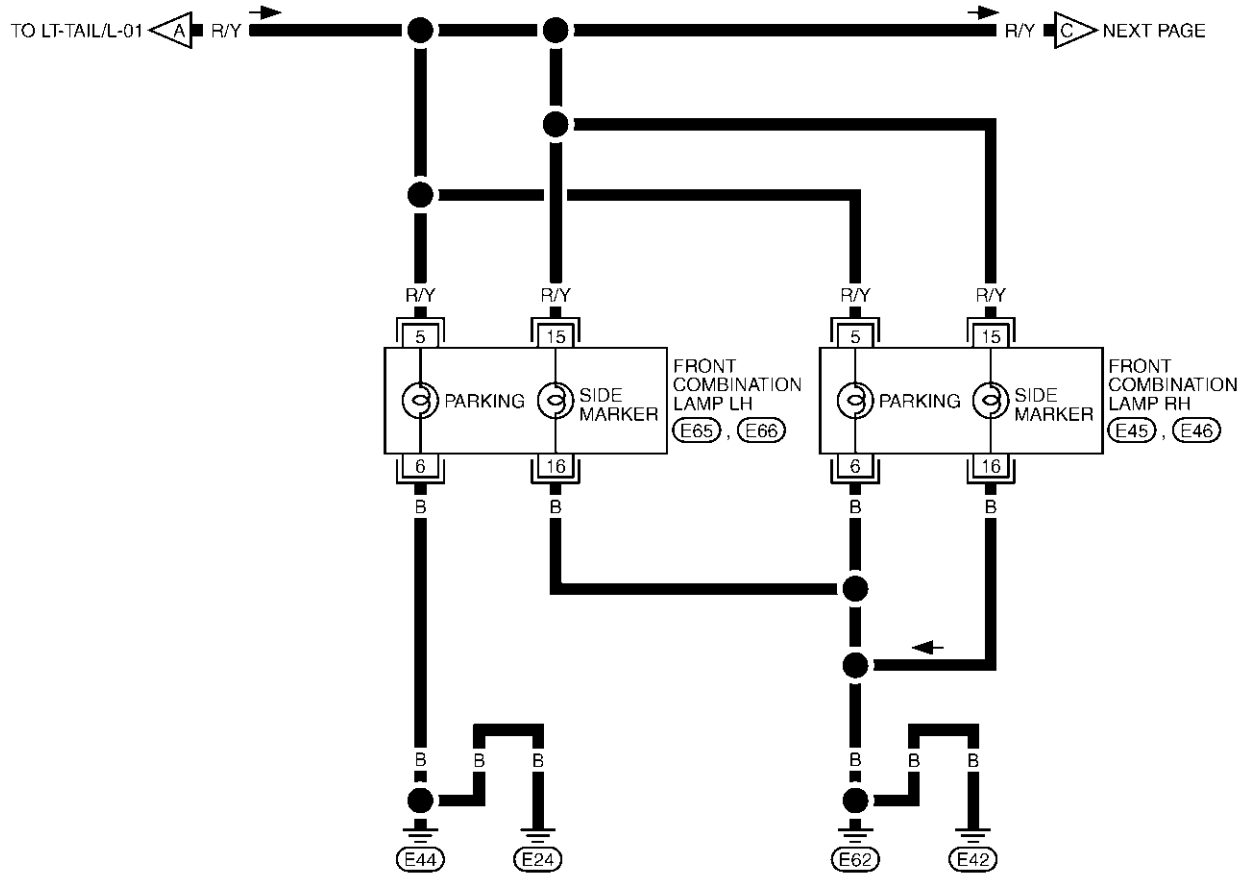 TO LT-TAIL/L-01 A R/Y R/Y C NEXT PAGE
R/Y R/Y R/Y R/Y
5 15 5 15
PARKING SIDE MARKER
FRONT COMBINATION LAMP LH
E65 , E66
PARKING SIDE MARKER
FRONT COMBINATION LAMP RH
E45 , E46
6 16 6 16
B B B B
B B B B B B
E44 E24 E62 E42